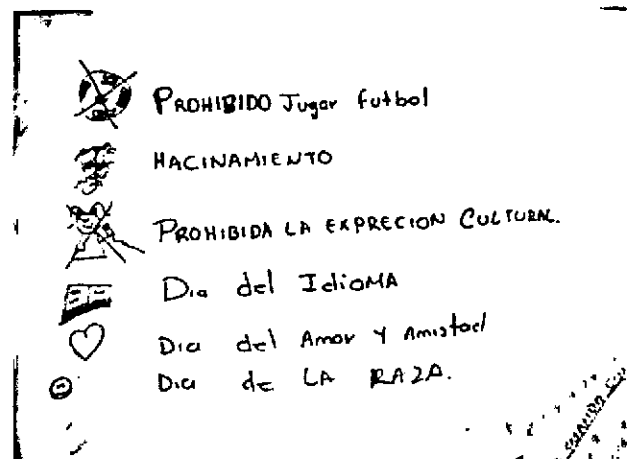 PROHIBIDO Jugar futbol
HACINAMIENTO
PROHIBIDA LA EXPRECION CULTURAL.
Dia del IdioMA
Dia del Amor Y Amistad
Dia de LA RAZA.